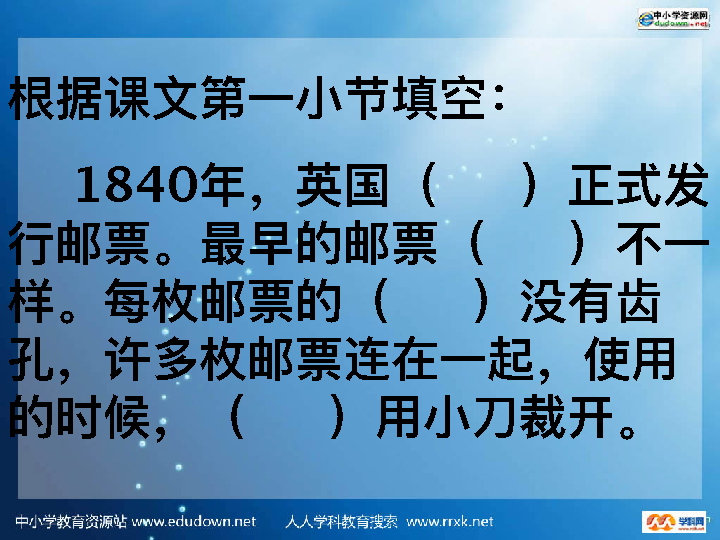 中小学资源网
edudown.net
根据课文第一小节填空：
1840年，英国（　　）正式发
行邮票。最早的邮票（　　）不一
样。每枚邮票的（　　）没有齿
孔，许多枚邮票连在一起，使用
的时候，（　　）用小刀裁开。
中小学教育资源站 www.edudown.net 人人学科教育搜索 www.rrxk.net
学科网